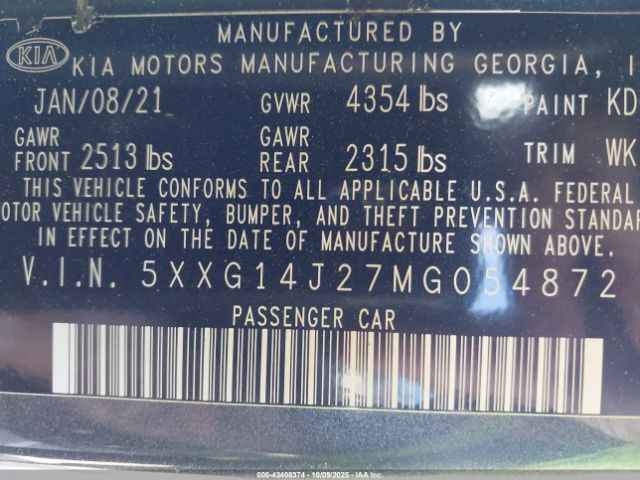 MANUFACTURED BY
KIA KIA MOTORS MANUFACTURING GEORGIA, I
JAN/08/21 GVWR 4354 lbs PAINT KD
GAWR FRONT 2513 lbs GAWR REAR 2315 lbs TRIM WK
THIS VEHICLE CONFORMS TO ALL APPLICABLE U.S.A. FEDERAL
MOTOR VEHICLE SAFETY, BUMPER, AND THEFT PREVENTION STANDAR
IN EFFECT ON THE DATE OF MANUFACTURE SHOWN ABOVE.
V.I.N. 5XXG14J27MG054872
PASSENGER CAR
000-43408374 - 10/09/2025 - IAA Inc.